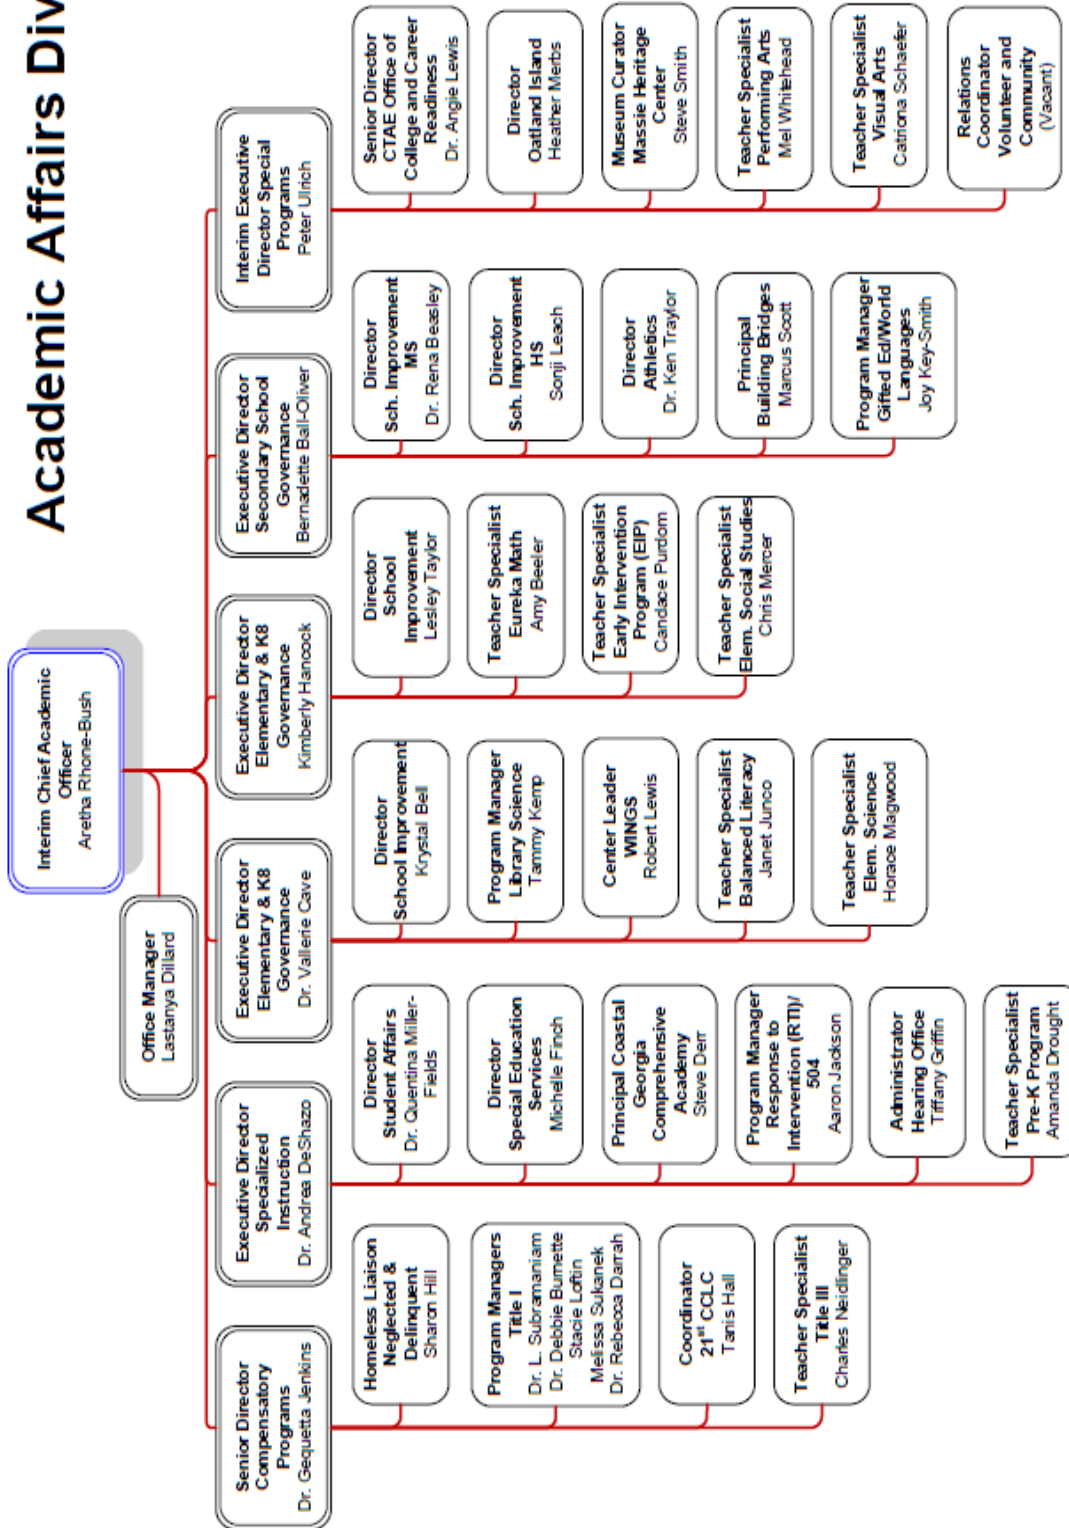 Academic Affairs Div
Interim Chief Academic
Officer
Aretha Rhone-Bush
Office Manager
Lastanya Dillard
Senior Director
Compensatory
Programs
Dr. Gequetta Jenkins
Homeless Liaison
Neglected &
Delinquent
Sharon Hill
Program Managers
Title I
Dr. L. Subramaniam
Dr. Debbie Burnette
Stacie Loftin
Melissa Sukanek
Dr. Rebecca Darrah
Coordinator
21st CCLC
Tanis Hall
Teacher Specialist
Title III
Charles Neidlinger
Executive Director
Specialized
Instruction
Dr. Andrea DeShazo
Director
Student Affairs
Dr. Quentina Miller-
Fields
Director
Special Education
Services
Michelle Finch
Principal Coastal
Georgia
Comprehensive
Academy
Steve Derr
Program Manager
Response to
Intervention (RTI)/
504
Aaron Jackson
Administrator
Hearing Office
Tiffany Griffin
Teacher Specialist
Pre-K Program
Amanda Drought
Executive Director
Elementary & K8
Governance
Dr. Vallerie Cave
Director
School Improvement
Krystal Bell
Program Manager
Library Science
Tammy Kemp
Center Leader
WINGS
Robert Lewis
Teacher Specialist
Balanced Literacy
Janet Junco
Teacher Specialist
Elem. Science
Horace Magwood
Executive Director
Elementary & K8
Governance
Kimberly Hancock
Director
School
Improvement
Lesley Taylor
Teacher Specialist
Eureka Math
Amy Beeler
Teacher Specialist
Early Intervention
Program (EIP)
Candace Purdom
Teacher Specialist
Elem. Social Studies
Chris Mercer
Executive Director
Secondary School
Governance
Bernadette Ball-Oliver
Director
Sch. Improvement
MS
Dr. Rena Beasley
Director
Sch. Improvement
HS
Sonji Leach
Director
Athletics
Dr. Ken Traylor
Principal
Building Bridges
Marcus Scott
Program Manager
Gifted Ed/World
Languages
Joy Key-Smith
Interim Executive
Director Special
Programs
Peter Ulrich
Senior Director
CTAE Office of
College and Career
Readiness
Dr. Angie Lewis
Director
Oatland Island
Heather Merbs
Museum Curator
Massie Heritage
Center
Steve Smith
Teacher Specialist
Performing Arts
Mel Whitehead
Teacher Specialist
Visual Arts
Catriona Schaefer
Relations
Coordinator
Volunteer and
Community
(Vacant)